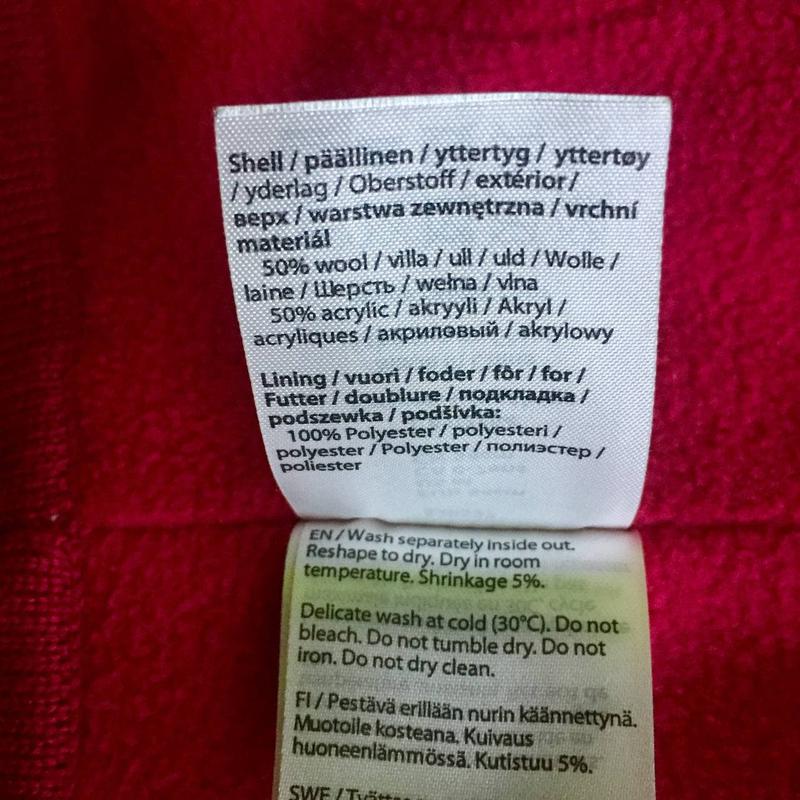 Shell / päällinen / yttertyg / yttertøy
/ yderlag / Oberstoff / extérior /
верх / warstwa zewnętrzna / vrchní
materiál
50% wool / villa / ull / uld / Wolle /
laine / Шерсть / wełna / vlna
50% acrylic / akryyli / Akryl /
acryliques / акриловый / akrylowy
Lining / vuori / foder / fôr / for /
Futter / doublure / подкладка /
podszewka / podšívka:
100% Polyester / polyesteri /
polyester / Polyester / полиэстер /
poliester
EN / Wash separately inside out.
Reshape to dry. Dry in room
temperature. Shrinkage 5%.
Delicate wash at cold (30°C). Do not
bleach. Do not tumble dry. Do not
iron. Do not dry clean.
FI / Pestävä erillään nurin käännettynä.
Muotoile kosteana. Kuivaus
huoneenlämmössä. Kutistuu 5%.
SWE /